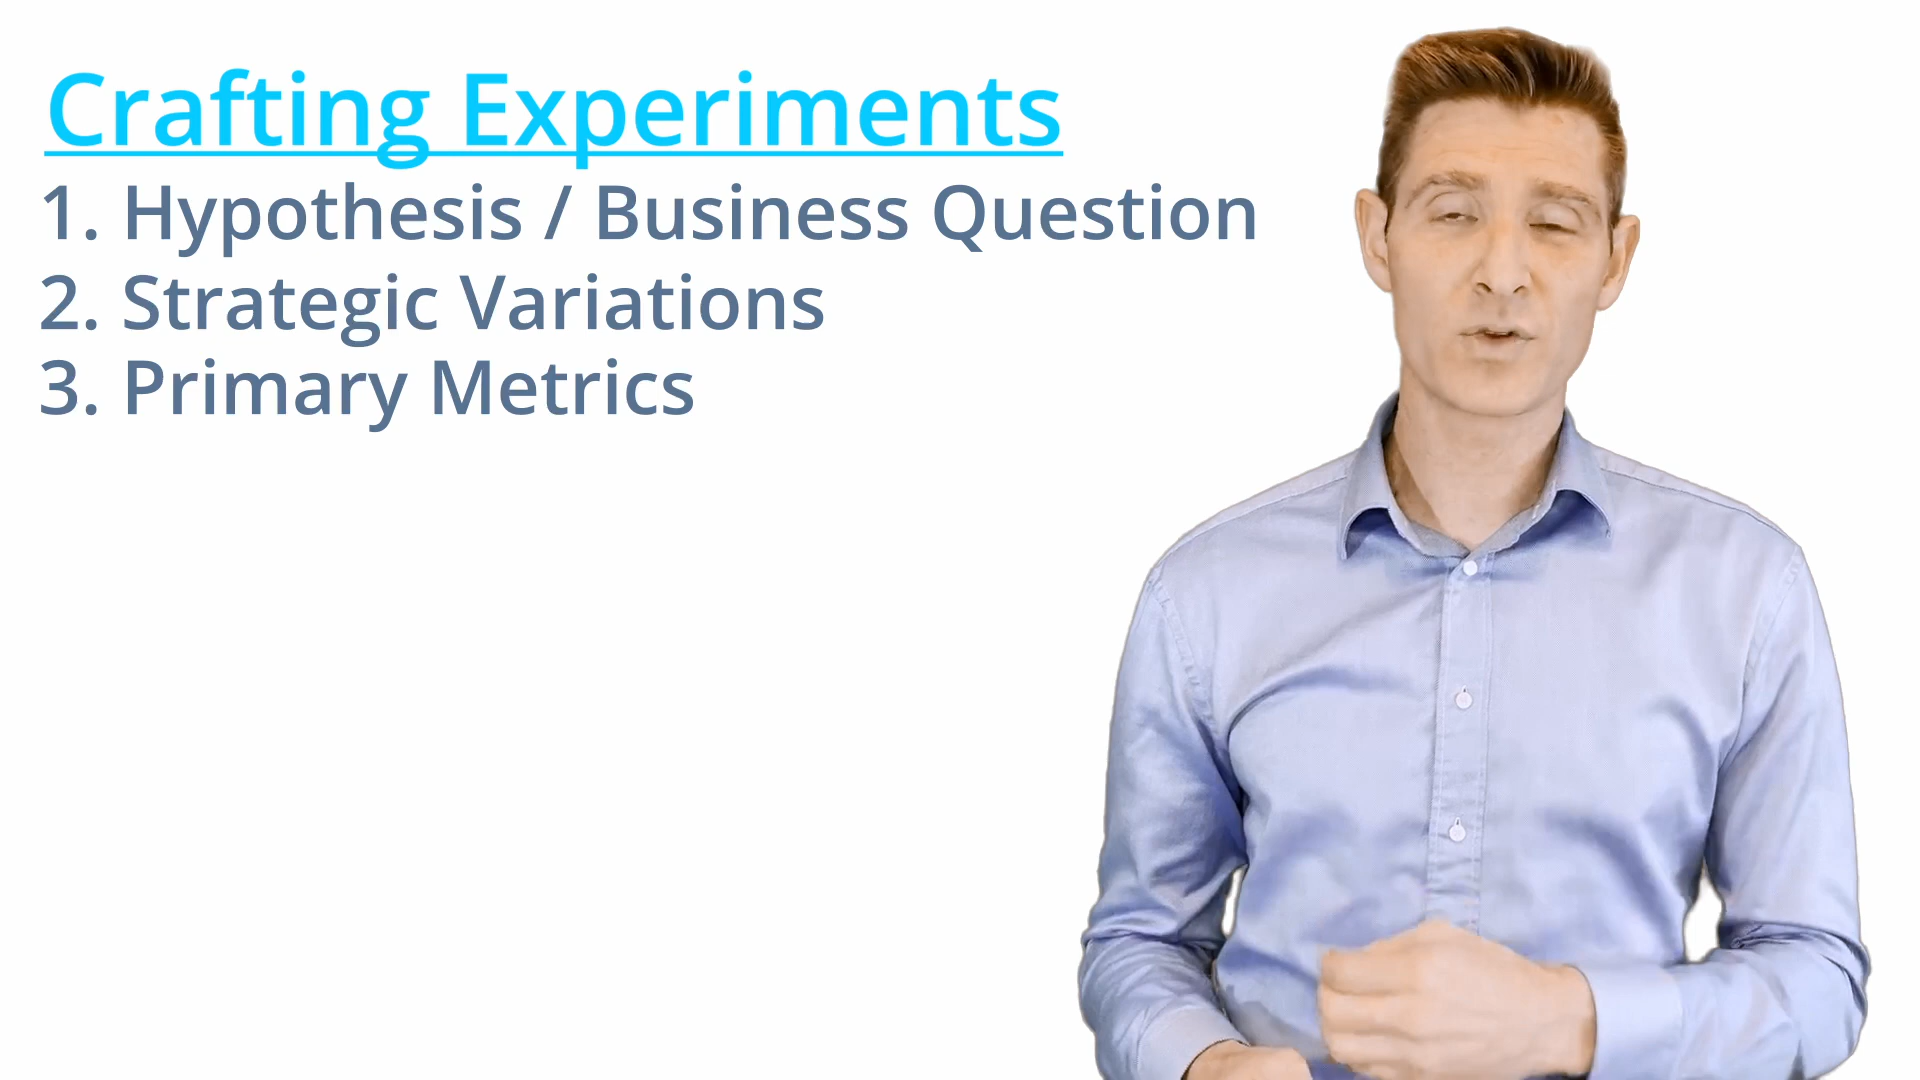 Crafting Experiments
1. Hypothesis / Business Question
2. Strategic Variations
3. Primary Metrics